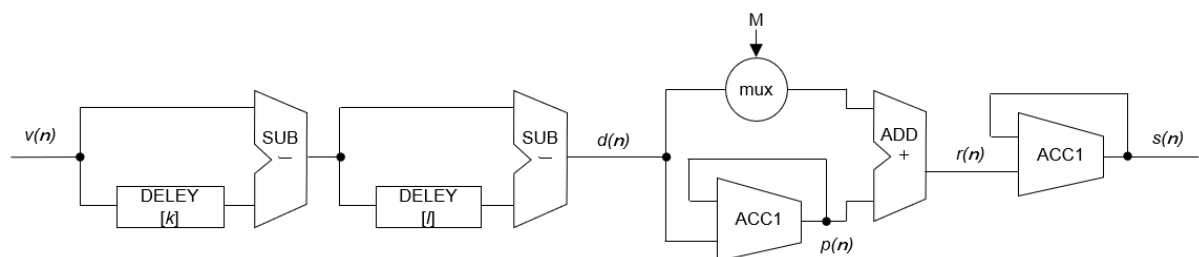 M
mux
v(n)
SUB
−
DELEY
[k]
SUB
−
DELEY
[l]
d(n)
ACC1
p(n)
ADD
+
r(n)
ACC1
s(n)